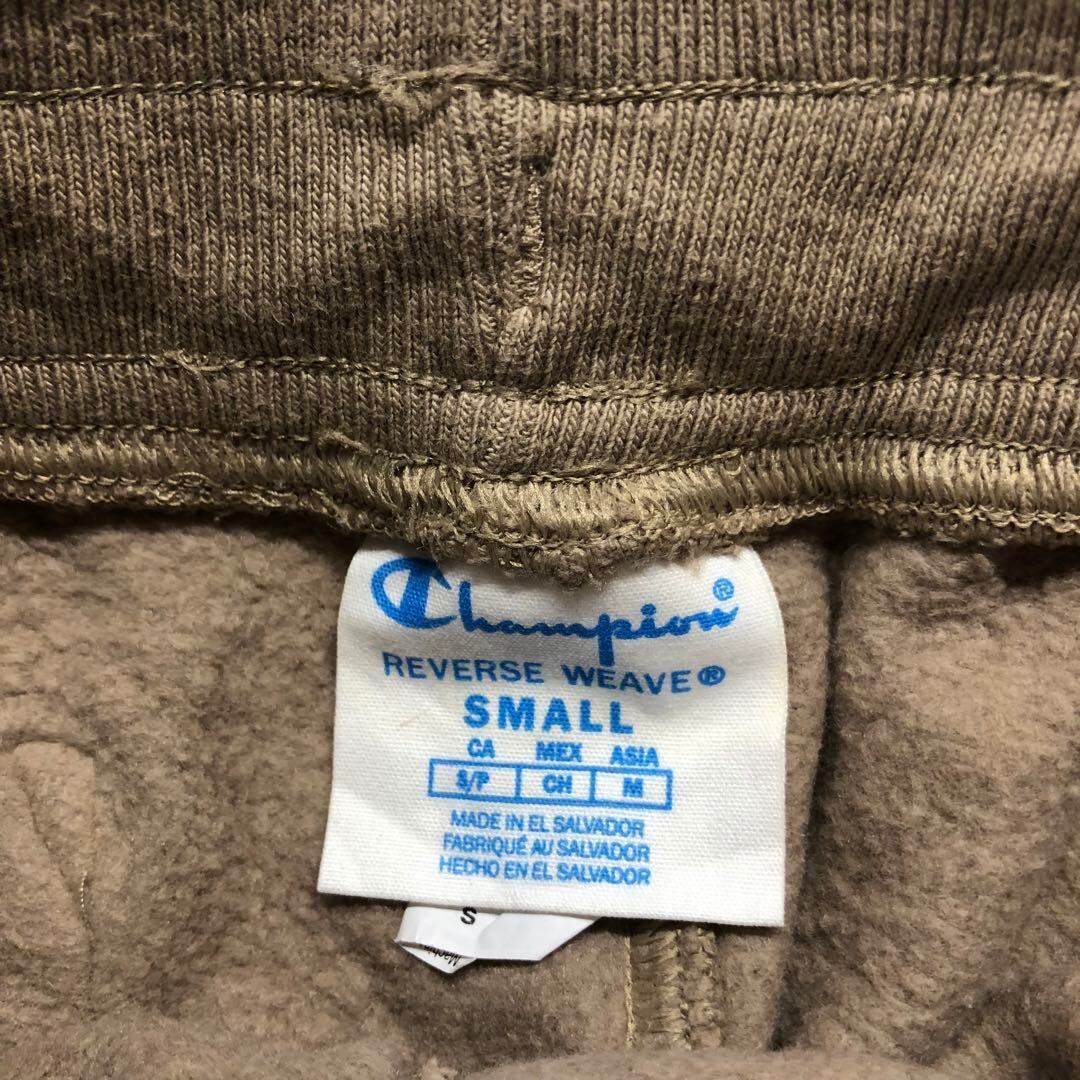 Champion®
REVERSE WEAVE®
SMALL
CA MEX ASIA
S/P CH M
MADE IN EL SALVADOR
FABRIQUÉ AU SALVADOR
HECHO EN EL SALVADOR
S